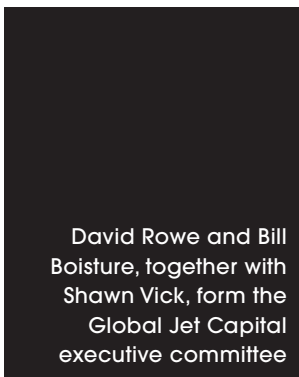 David Rowe and Bill
Boisture, together with
Shawn Vick, form the
Global Jet Capital
executive committee